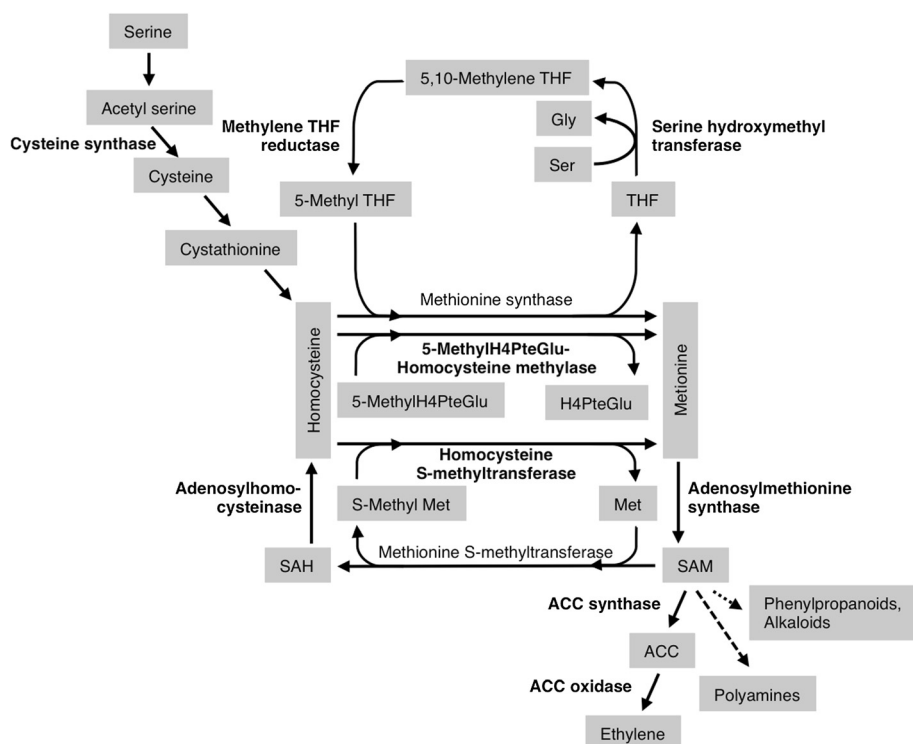 Serine
Acetyl serine
Cysteine synthase
Cysteine
Cystathionine
5,10-Methylene THF
Methylene THF
reductase
Gly
Ser
Serine hydroxymethyl
transferase
5-Methyl THF
THF
Methionine synthase
Homocysteine
Metionine
5-MethylH4PteGlu-
Homocysteine methylase
5-MethylH4PteGlu
H4PteGlu
Homocysteine
S-methyltransferase
Adenosylhomo-
cysteinase
S-Methyl Met
Met
Adenosylmethionine
synthase
Methionine S-methyltransferase
SAH
SAM
ACC synthase
Phenylpropanoids,
Alkaloids
ACC
ACC oxidase
Polyamines
Ethylene